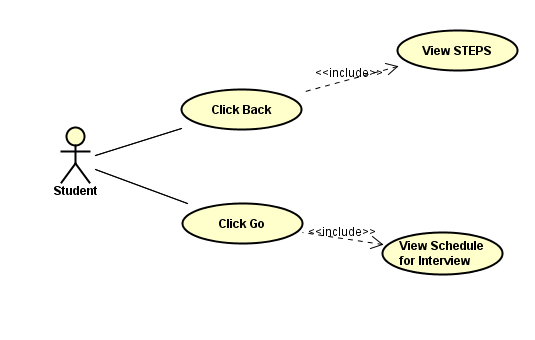 View STEPS
<<include>>
Click Back
Student
Click Go
<<include>>
View Schedule
for Interview